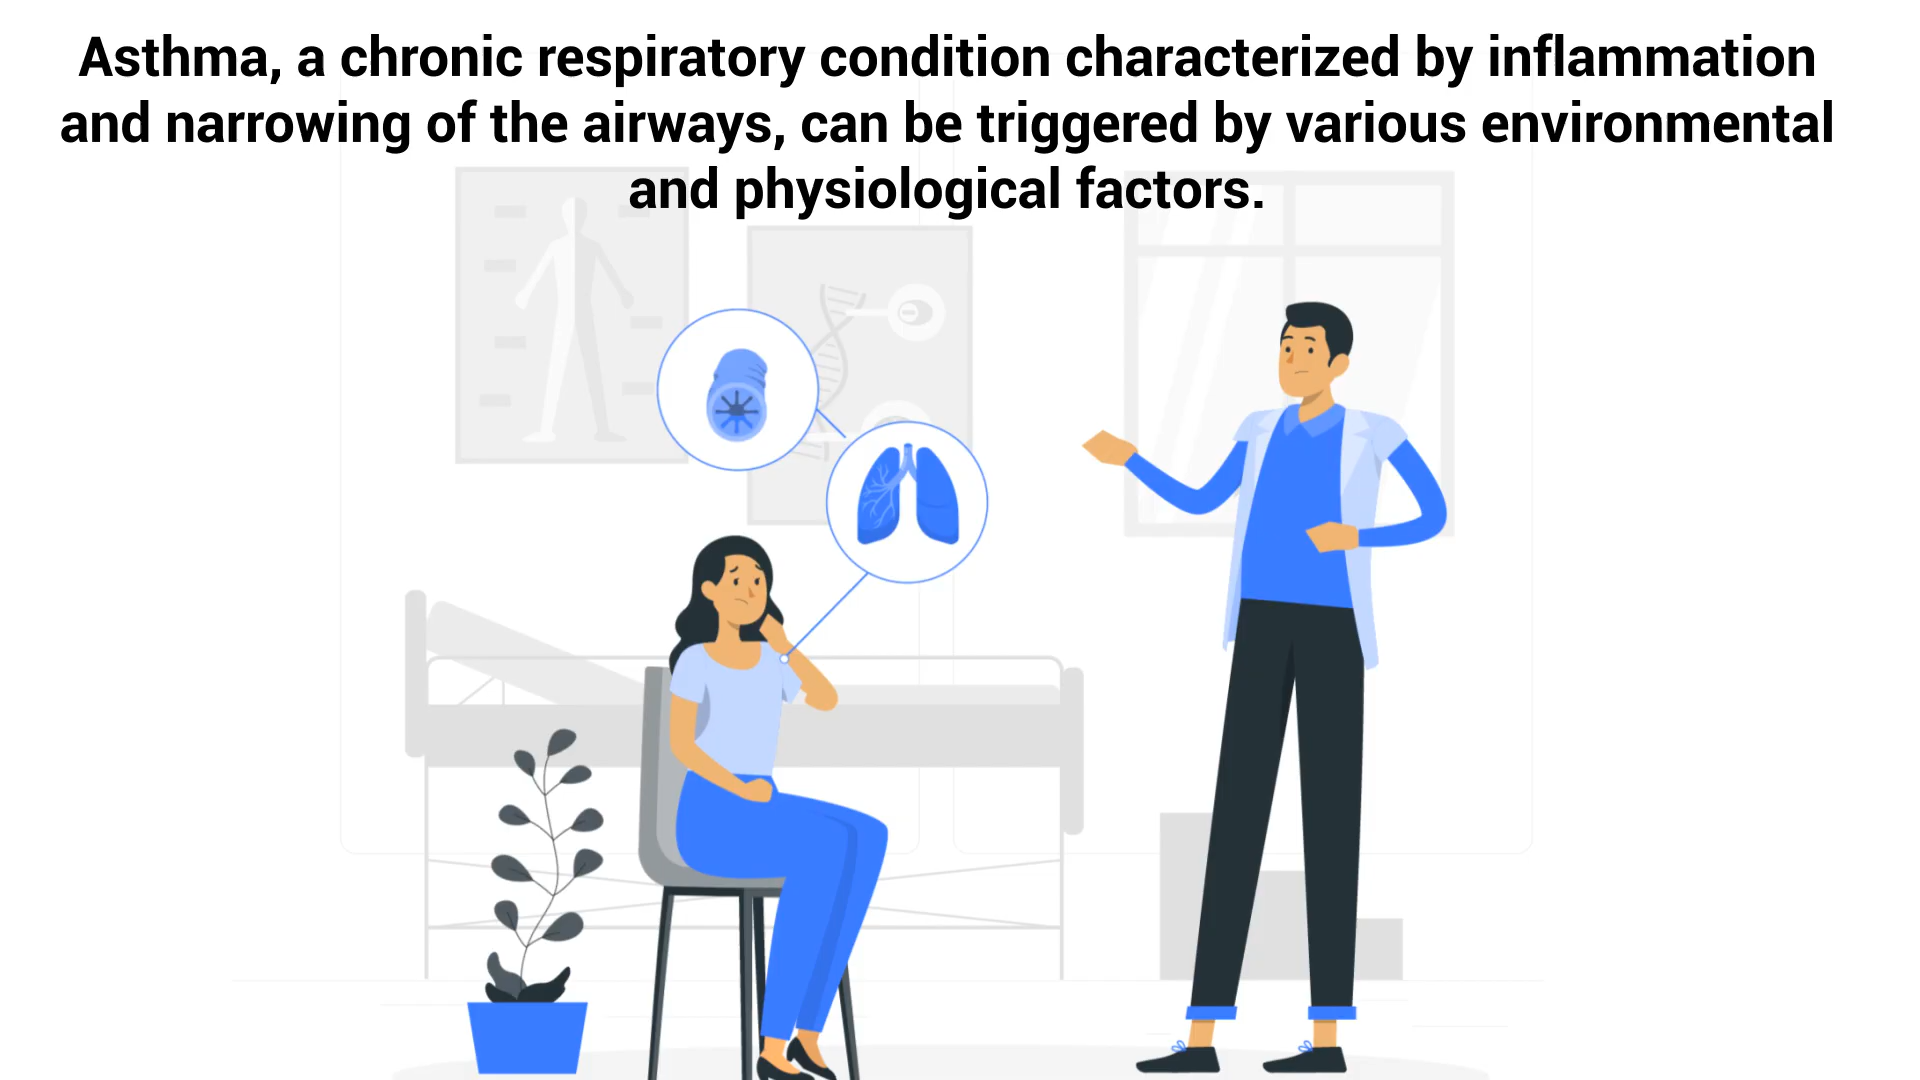 Asthma, a chronic respiratory condition characterized by inflammation
and narrowing of the airways, can be triggered by various environmental
and physiological factors.